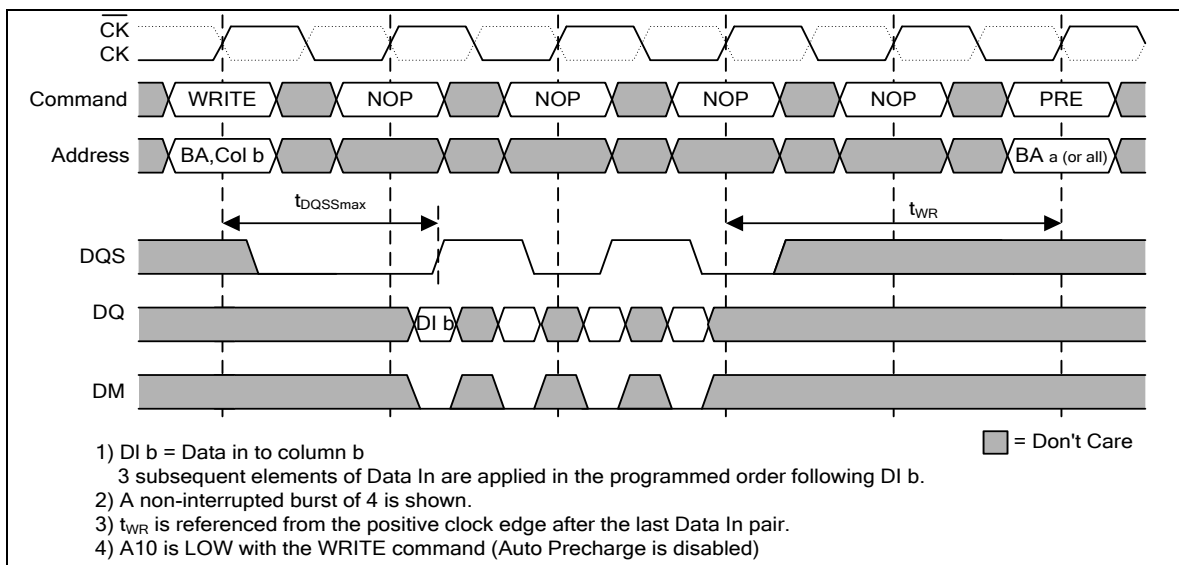 CK
CK
Command WRITE NOP NOP NOP NOP PRE
Address BA,Col b BA a (or all)
tDQSSmax tWR
DQS
DQ DI b
DM
= Don't Care
1) DI b = Data in to column b
3 subsequent elements of Data In are applied in the programmed order following DI b.
2) A non-interrupted burst of 4 is shown.
3) tWR is referenced from the positive clock edge after the last Data In pair.
4) A10 is LOW with the WRITE command (Auto Precharge is disabled)